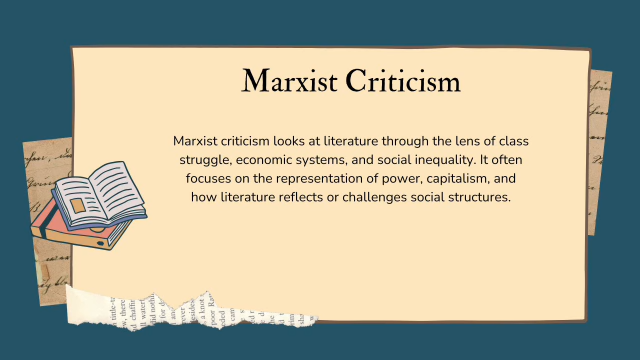 Marxist Criticism
Marxist criticism looks at literature through the lens of class
struggle, economic systems, and social inequality. It often
focuses on the representation of power, capitalism, and
how literature reflects or challenges social structures.